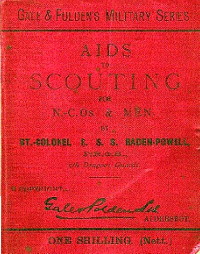 GALE & POLDEN'S MILITARY SERIES
AIDS
TO
SCOUTING
FOR
N.-C.Os & MEN
BY
LT.-COLONEL R. S. S. BADEN-POWELL,
Gale & Polden Ltd
ALDERSHOT.
ONE SHILLING, (Nett.)